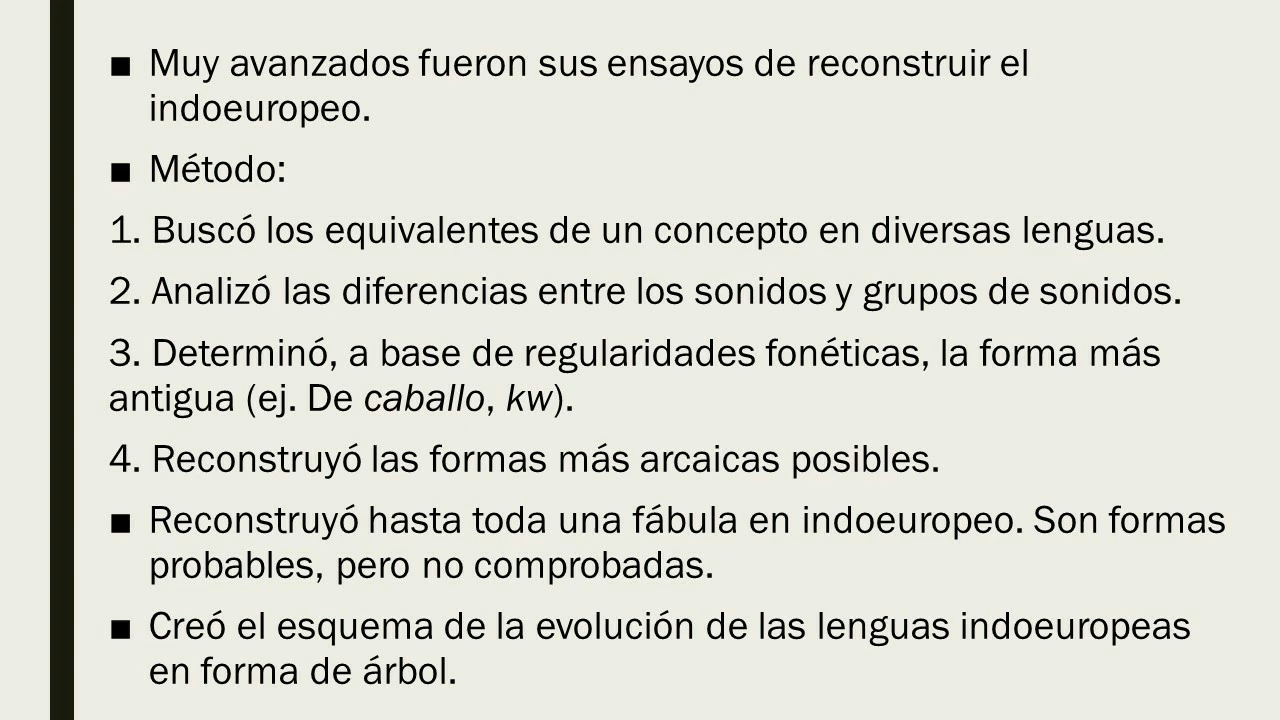 ■ Muy avanzados fueron sus ensayos de reconstruir el
indoeuropeo.
■ Método:
1. Buscó los equivalentes de un concepto en diversas lenguas.
2. Analizó las diferencias entre los sonidos y grupos de sonidos.
3. Determinó, a base de regularidades fonéticas, la forma más
antigua (ej. De caballo, kw).
4. Reconstruyó las formas más arcaicas posibles.
■ Reconstruyó hasta toda una fábula en indoeuropeo. Son formas
probables, pero no comprobadas.
■ Creó el esquema de la evolución de las lenguas indoeuropeas
en forma de árbol.